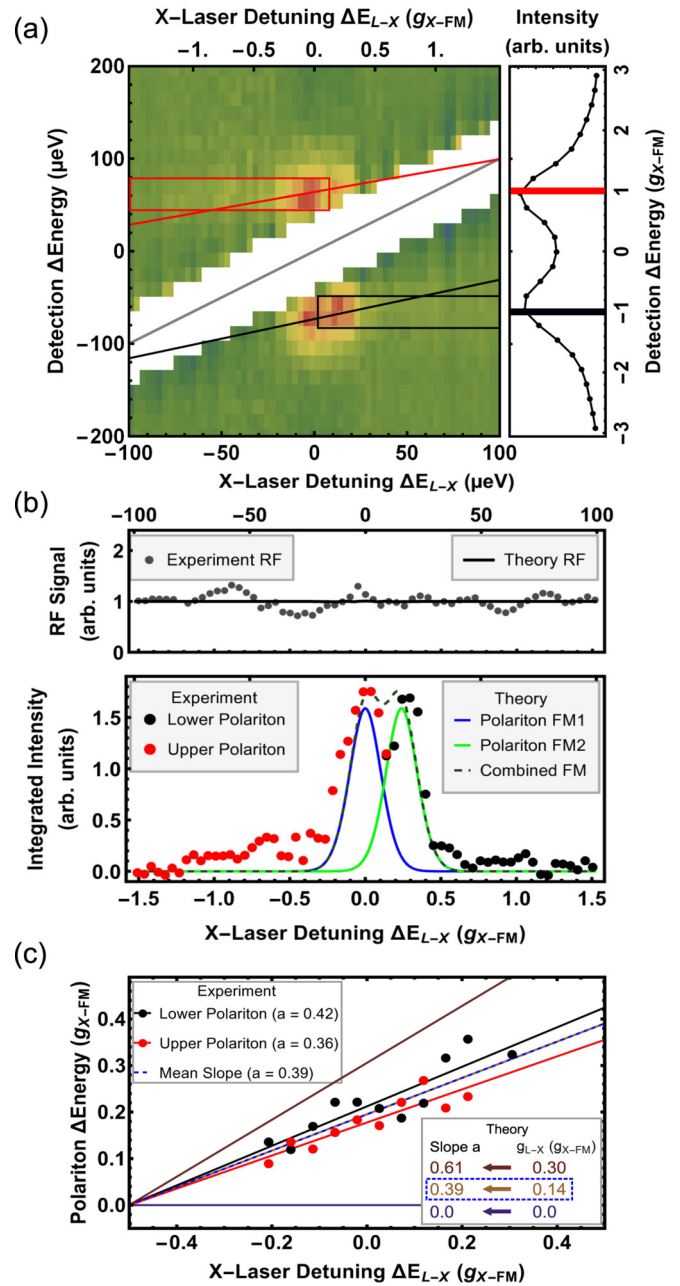 (a)
X−Laser Detuning ΔE_L−X (g_X−FM)
Intensity
(arb. units)
−1. −0.5 0. 0.5 1.
200
100
0
−100
−200
Detection ΔEnergy (μeV)
−100 −50 0 50 100
X−Laser Detuning ΔE_L−X (μeV)
3
2
1
0
−1
−2
−3
Detection ΔEnergy (g_X−FM)
(b)
−100 −50 0 50 100
2
1
0
RF Signal
(arb. units)
Experiment RF
Theory RF
1.5
1.0
0.5
0.0
Integrated Intensity
(arb. units)
Experiment
Lower Polariton
Upper Polariton
Theory
Polariton FM1
Polariton FM2
Combined FM
−1.5 −1.0 −0.5 0.0 0.5 1.0 1.5
X−Laser Detuning ΔE_L−X (g_X−FM)
(c)
0.4
0.3
0.2
0.1
0.0
Polariton ΔEnergy (g_X−FM)
Experiment
Lower Polariton (a = 0.42)
Upper Polariton (a = 0.36)
Mean Slope (a = 0.39)
Theory
Slope a g_L−X (g_X−FM)
0.61 ← 0.30
0.39 ← 0.14
0.0 ← 0.0
−0.4 −0.2 0.0 0.2 0.4
X−Laser Detuning ΔE_L−X (g_X−FM)